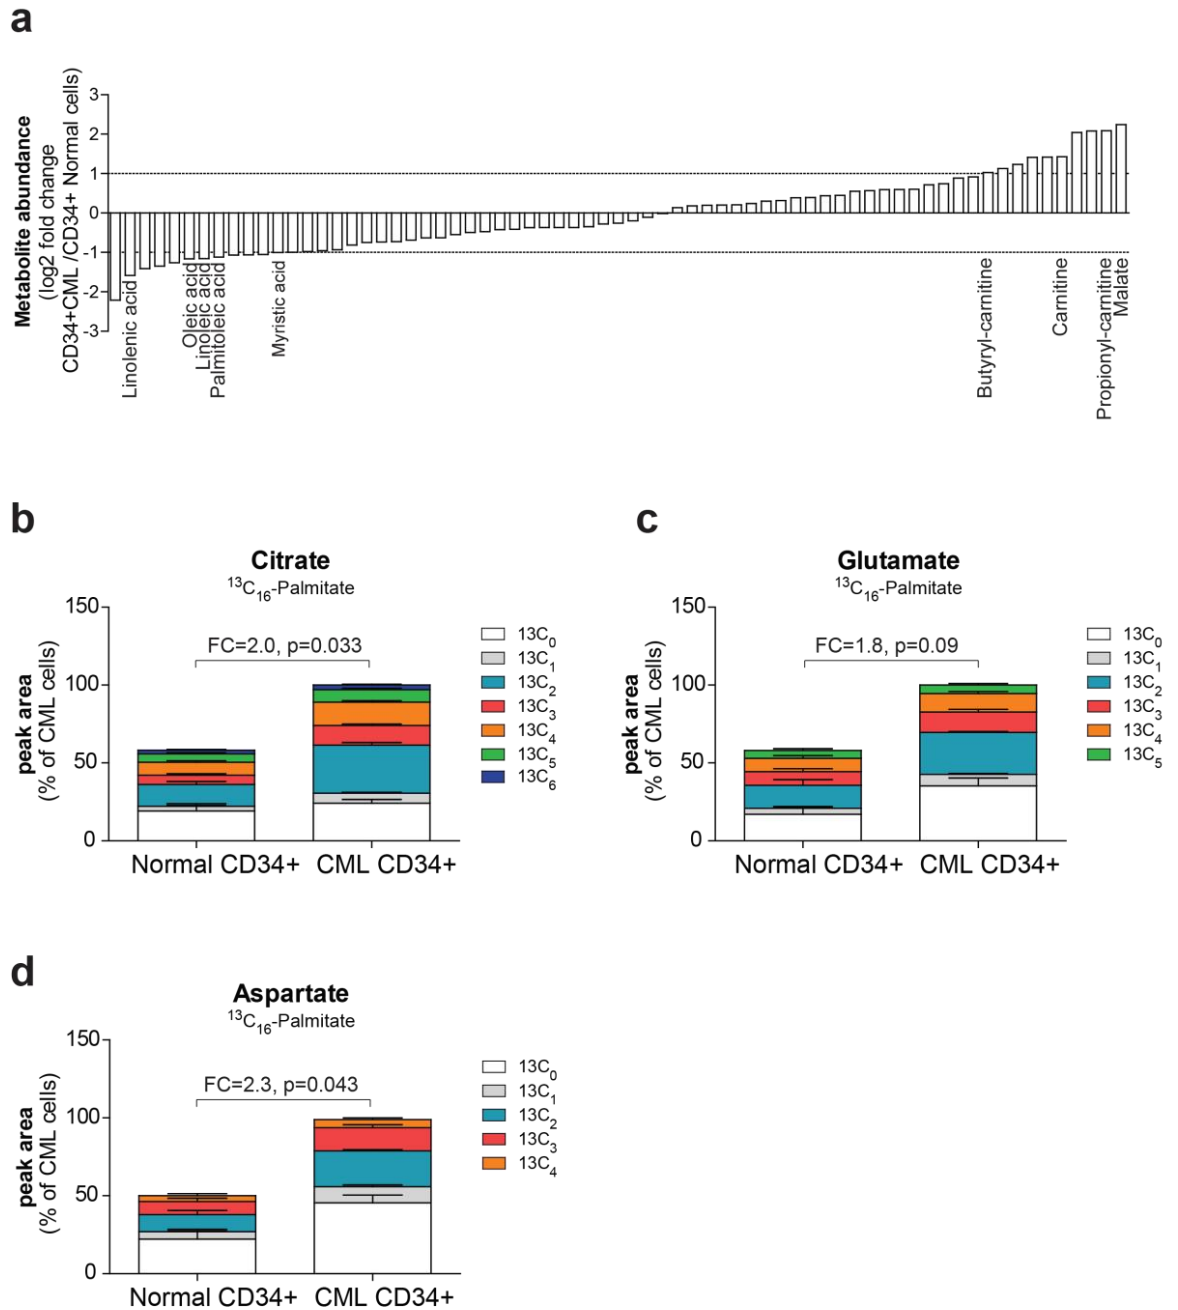 a
Metabolite abundance
(log2 fold change
CD34+CML /CD34+ Normal cells)
3
2
1
0
-1
-2
-3
Linolenic acid
Oleic acid
Linoleic acid
Palmitoleic acid
Myristic acid
Butyryl-carnitine
Carnitine
Propionyl-carnitine
Malate
b
Citrate
13C16-Palmitate
peak area
(% of CML cells)
150
100
50
0
FC=2.0, p=0.033
Normal CD34+ CML CD34+
13C0
13C1
13C2
13C3
13C4
13C5
13C6
c
Glutamate
13C16-Palmitate
peak area
(% of CML cells)
150
100
50
0
FC=1.8, p=0.09
Normal CD34+ CML CD34+
13C0
13C1
13C2
13C3
13C4
13C5
d
Aspartate
13C16-Palmitate
peak area
(% of CML cells)
150
100
50
0
FC=2.3, p=0.043
Normal CD34+ CML CD34+
13C0
13C1
13C2
13C3
13C4